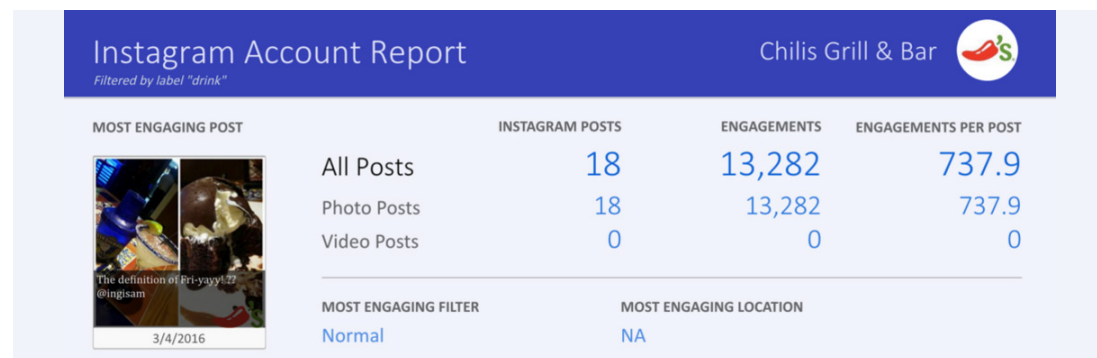 Instagram Account Report
Filtered by label "drink"
Chilis Grill & Bar
's.
MOST ENGAGING POST
INSTAGRAM POSTS ENGAGEMENTS ENGAGEMENTS PER POST
All Posts 18 13,282 737.9
Photo Posts 18 13,282 737.9
Video Posts 0 0 0
The definition of Fri-yayy! ??
@ingisam
3/4/2016
MOST ENGAGING FILTER MOST ENGAGING LOCATION
Normal NA